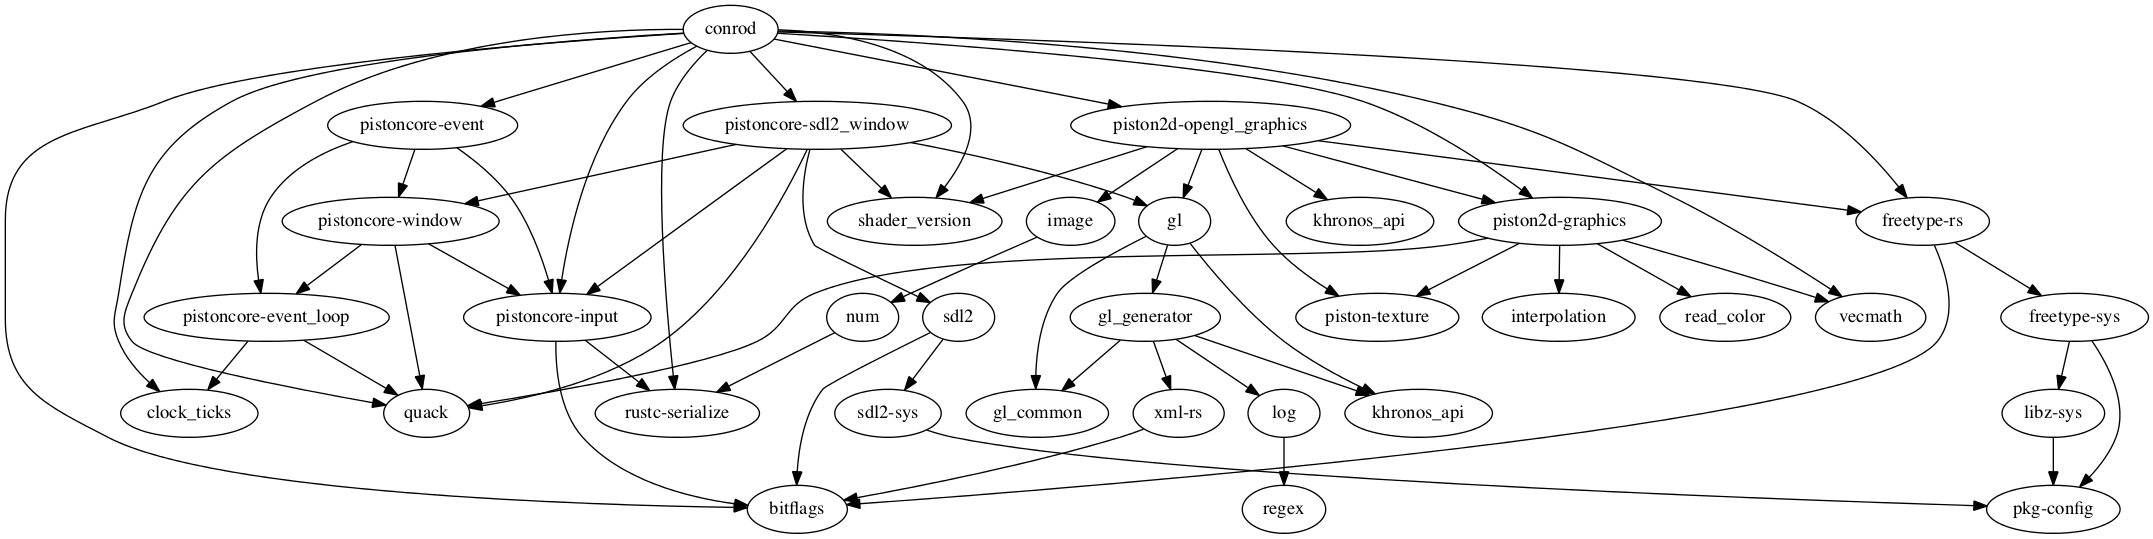 conrod
pistoncore-event
pistoncore-sdl2_window
piston2d-opengl_graphics
pistoncore-window
shader_version
image
gl
khronos_api
piston2d-graphics
freetype-rs
pistoncore-event_loop
pistoncore-input
num
sdl2
gl_generator
piston-texture
interpolation
read_color
vecmath
freetype-sys
clock_ticks
quack
rustc-serialize
sdl2-sys
gl_common
xml-rs
log
khronos_api
libz-sys
bitflags
regex
pkg-config